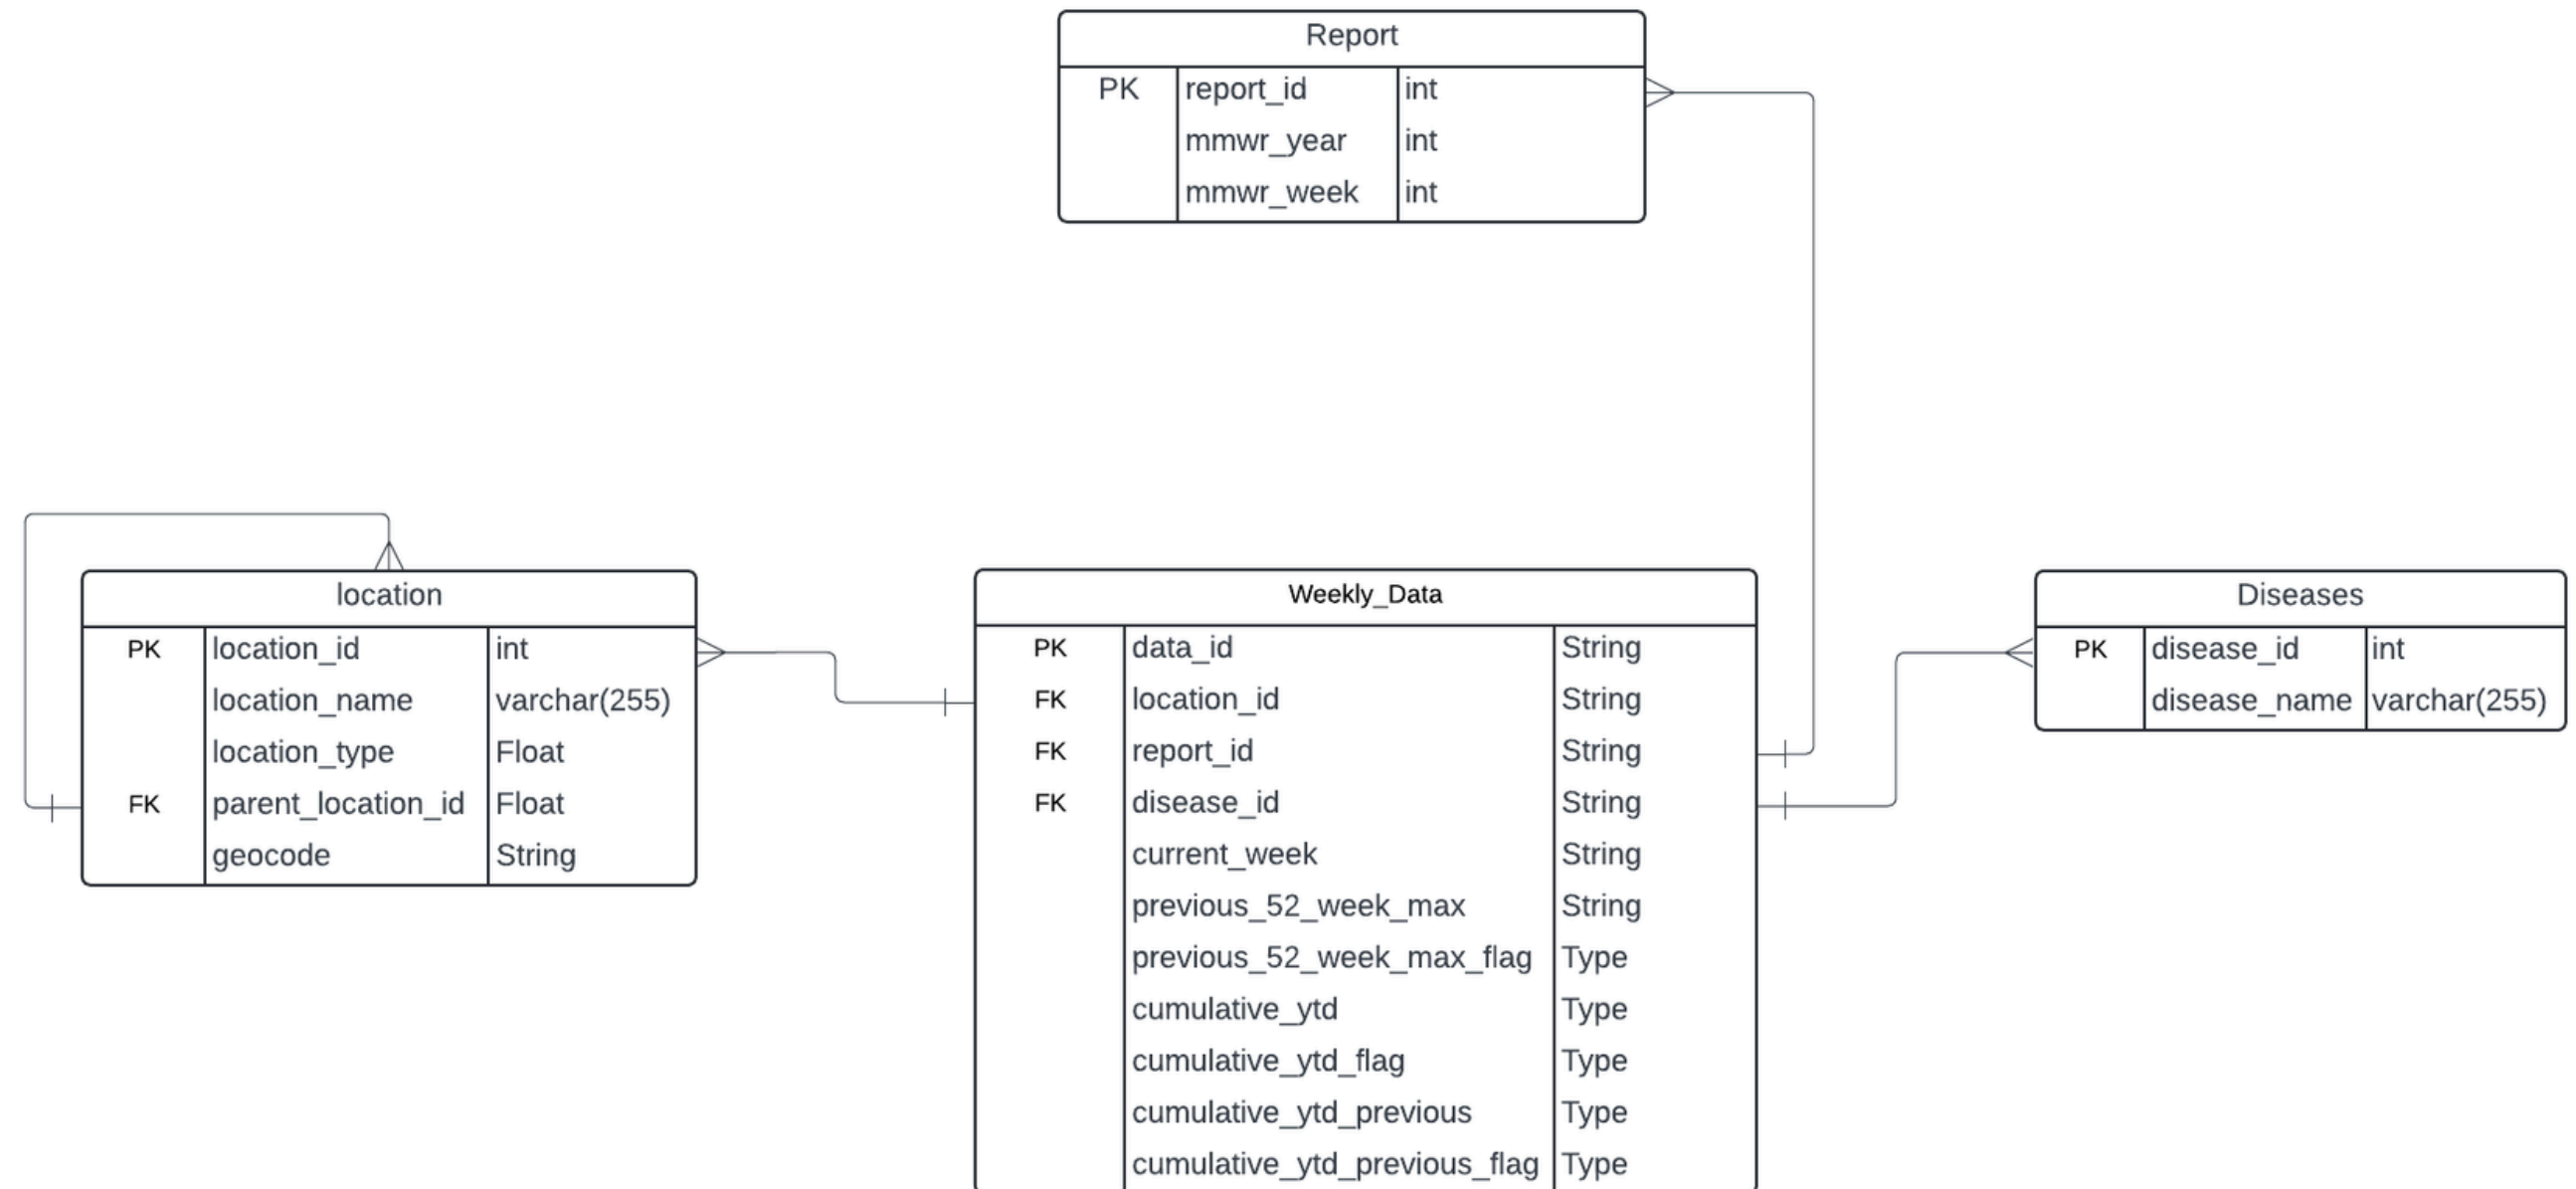 Report
PK report_id int
mmwr_year int
mmwr_week int
location
PK location_id int
location_name varchar(255)
location_type Float
FK parent_location_id Float
geocode String
Weekly_Data
PK data_id String
FK location_id String
FK report_id String
FK disease_id String
current_week String
previous_52_week_max String
previous_52_week_max_flag Type
cumulative_ytd Type
cumulative_ytd_flag Type
cumulative_ytd_previous Type
cumulative_ytd_previous_flag Type
Diseases
PK disease_id int
disease_name varchar(255)